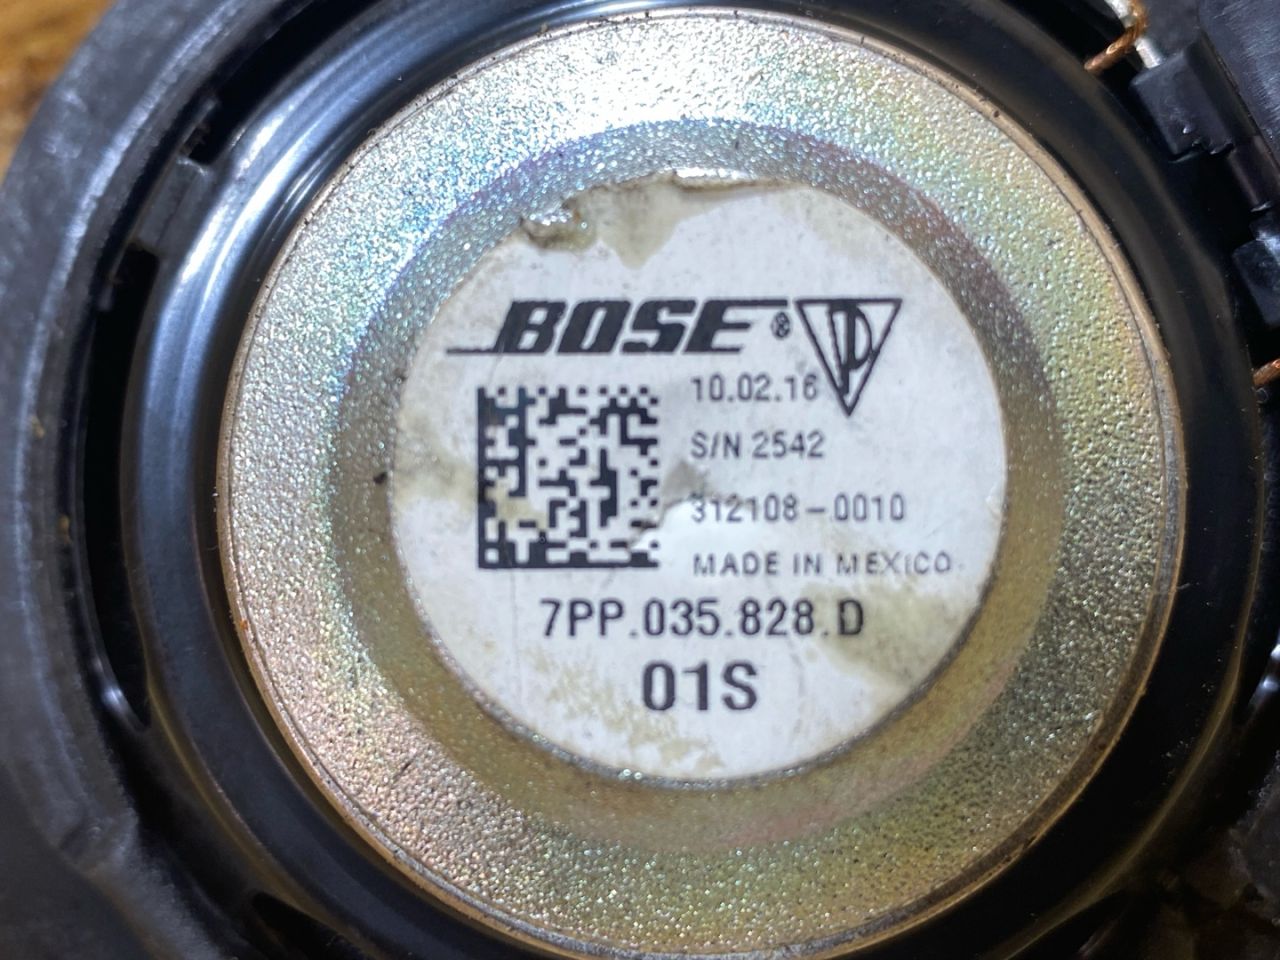 BOSE®
10.02.16
S/N 2542
312108-0010
MADE IN MEXICO
7PP.035.828.D
01S